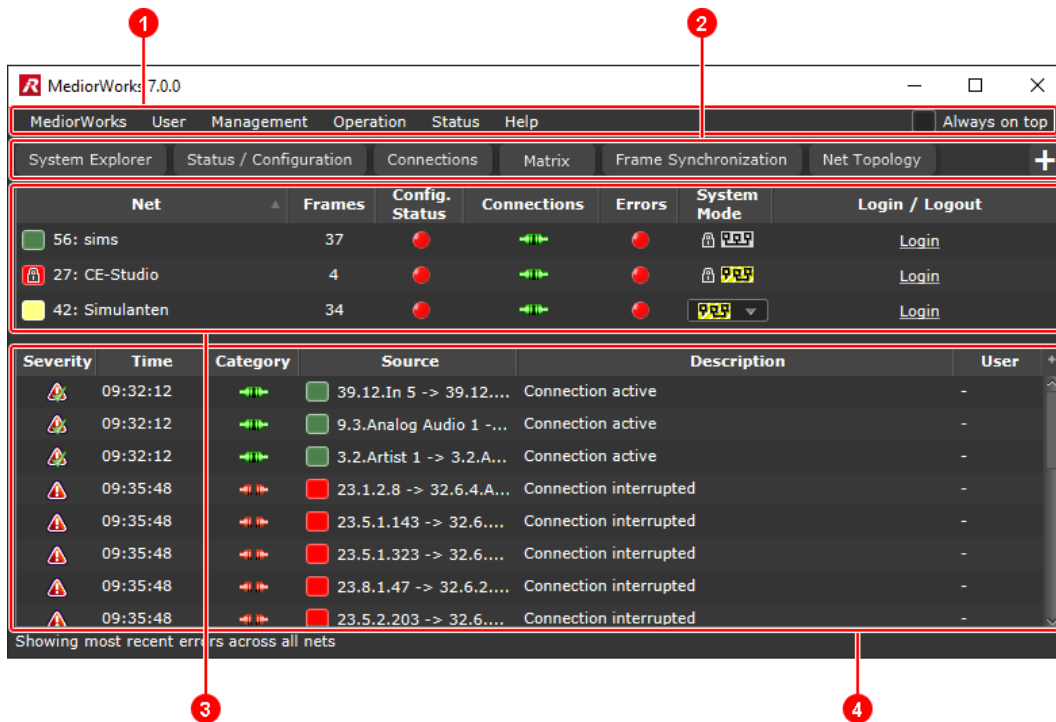 1 2
MediorWorks 7.0.0
MediorWorks User Management Operation Status Help Always on top
System Explorer Status / Configuration Connections Matrix Frame Synchronization Net Topology +
Net Frames Config. Status Connections Errors System Mode Login / Logout
56: sims 37 Login
27: CE-Studio 4 Login
42: Simulanten 34 Login
Severity Time Category Source Description User
09:32:12 39.12.In 5 -> 39.12.... Connection active -
09:32:12 9.3.Analog Audio 1 -... Connection active -
09:32:12 3.2.Artist 1 -> 3.2.A... Connection active -
09:35:48 23.1.2.8 -> 32.6.4.A... Connection interrupted -
09:35:48 23.5.1.143 -> 32.6.... Connection interrupted -
09:35:48 23.5.1.323 -> 32.6.... Connection interrupted -
09:35:48 23.8.1.47 -> 32.6.2.... Connection interrupted -
09:35:48 23.5.2.203 -> 32.6.... Connection interrupted -
Showing most recent errors across all nets
3 4